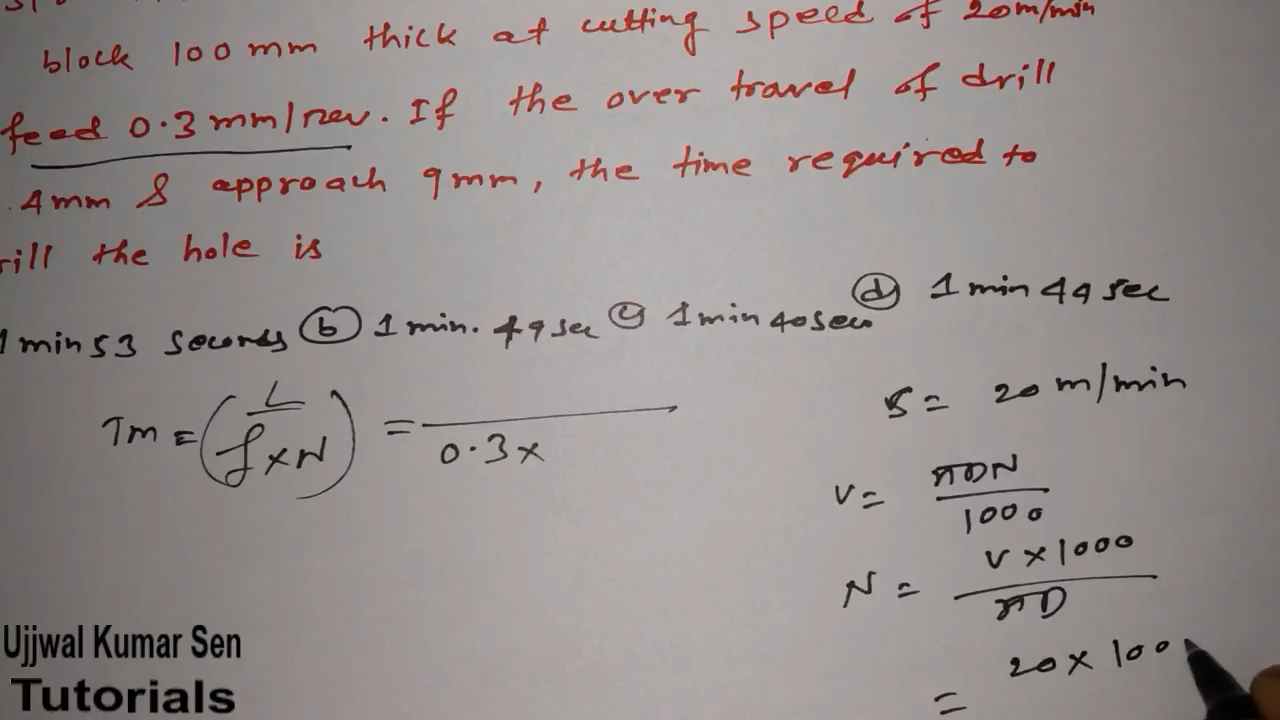 block 100 mm thick at cutting speed of 20 m/min
feed 0.3 mm/rev. If the over travel of drill
4mm & approach 9mm, the time required to
rill the hole is
1 min 53 seconds (b) 1 min. 49 sec (c) 1 min 40 sec (d) 1 min 44 sec
Tm = (L / f × N) = / 0.3 ×
S = 20 m/min
V = πDN / 1000
N = V × 1000 / πD
= 20 × 100
Ujjwal Kumar Sen
Tutorials